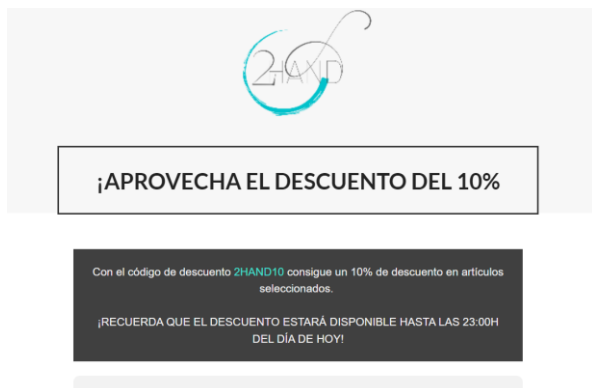 2HAND
¡APROVECHA EL DESCUENTO DEL 10%
Con el código de descuento 2HAND10 consigue un 10% de descuento en artículos
seleccionados.
¡RECUERDA QUE EL DESCUENTO ESTARÁ DISPONIBLE HASTA LAS 23:00H
DEL DÍA DE HOY!